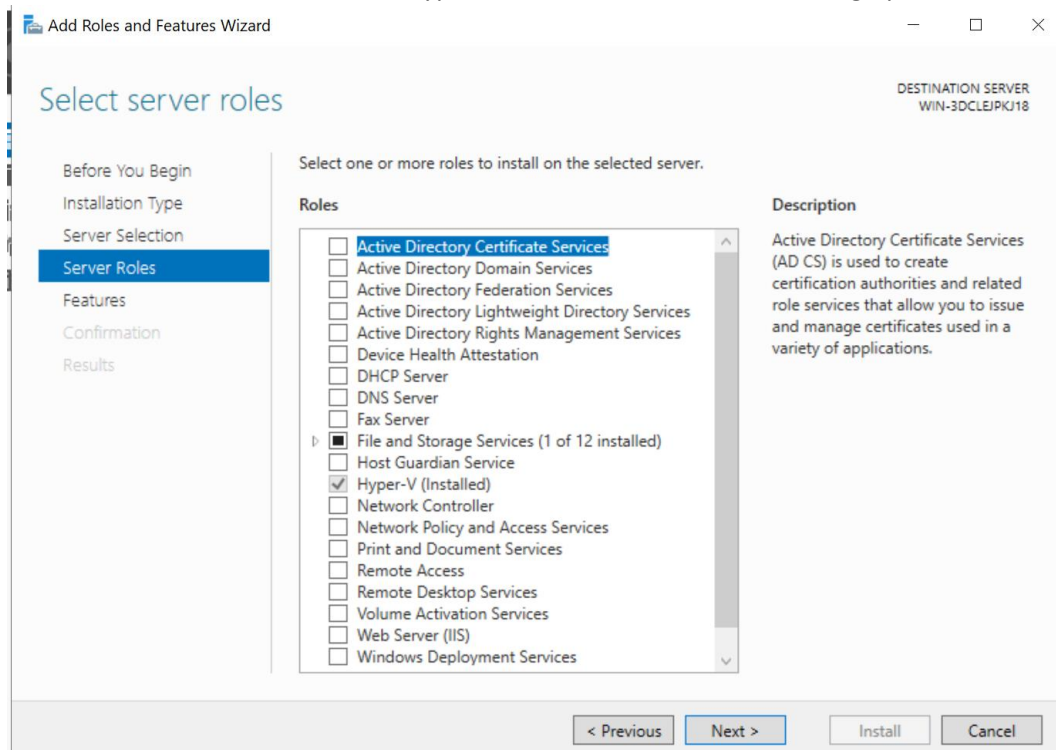 Add Roles and Features Wizard
Select server roles
DESTINATION SERVER
WIN-3DCLEJPKJ18
Before You Begin
Installation Type
Server Selection
Server Roles
Features
Confirmation
Results
Select one or more roles to install on the selected server.
Roles
Active Directory Certificate Services
Active Directory Domain Services
Active Directory Federation Services
Active Directory Lightweight Directory Services
Active Directory Rights Management Services
Device Health Attestation
DHCP Server
DNS Server
Fax Server
File and Storage Services (1 of 12 installed)
Host Guardian Service
Hyper-V (Installed)
Network Controller
Network Policy and Access Services
Print and Document Services
Remote Access
Remote Desktop Services
Volume Activation Services
Web Server (IIS)
Windows Deployment Services
Description
Active Directory Certificate Services
(AD CS) is used to create
certification authorities and related
role services that allow you to issue
and manage certificates used in a
variety of applications.
< Previous
Next >
Install
Cancel